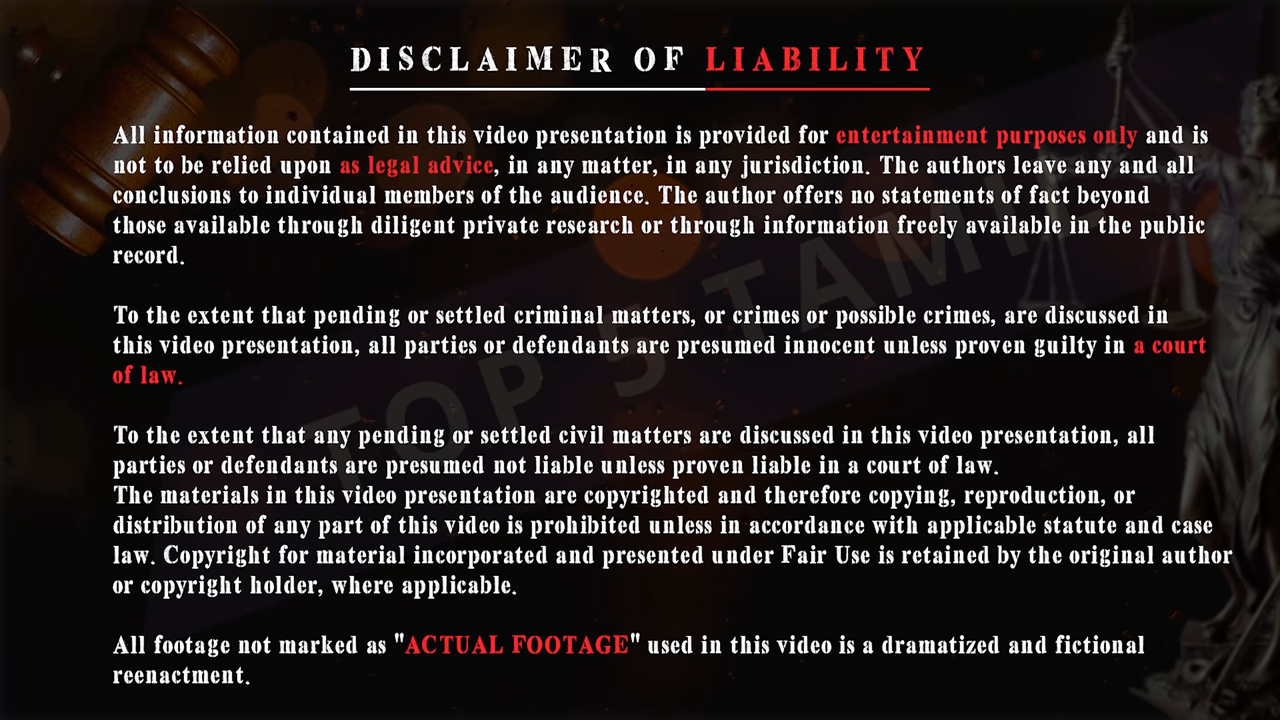 DISCLAIMER OF LIABILITY
All information contained in this video presentation is provided for entertainment purposes only and is
not to be relied upon as legal advice, in any matter, in any jurisdiction. The authors leave any and all
conclusions to individual members of the audience. The author offers no statements of fact beyond
those available through diligent private research or through information freely available in the public
record.
To the extent that pending or settled criminal matters, or crimes or possible crimes, are discussed in
this video presentation, all parties or defendants are presumed innocent unless proven guilty in a court
of law.
To the extent that any pending or settled civil matters are discussed in this video presentation, all
parties or defendants are presumed not liable unless proven liable in a court of law.
The materials in this video presentation are copyrighted and therefore copying, reproduction, or
distribution of any part of this video is prohibited unless in accordance with applicable statute and case
law. Copyright for material incorporated and presented under Fair Use is retained by the original author
or copyright holder, where applicable.
All footage not marked as "ACTUAL FOOTAGE" used in this video is a dramatized and fictional
reenactment.
TOP 5